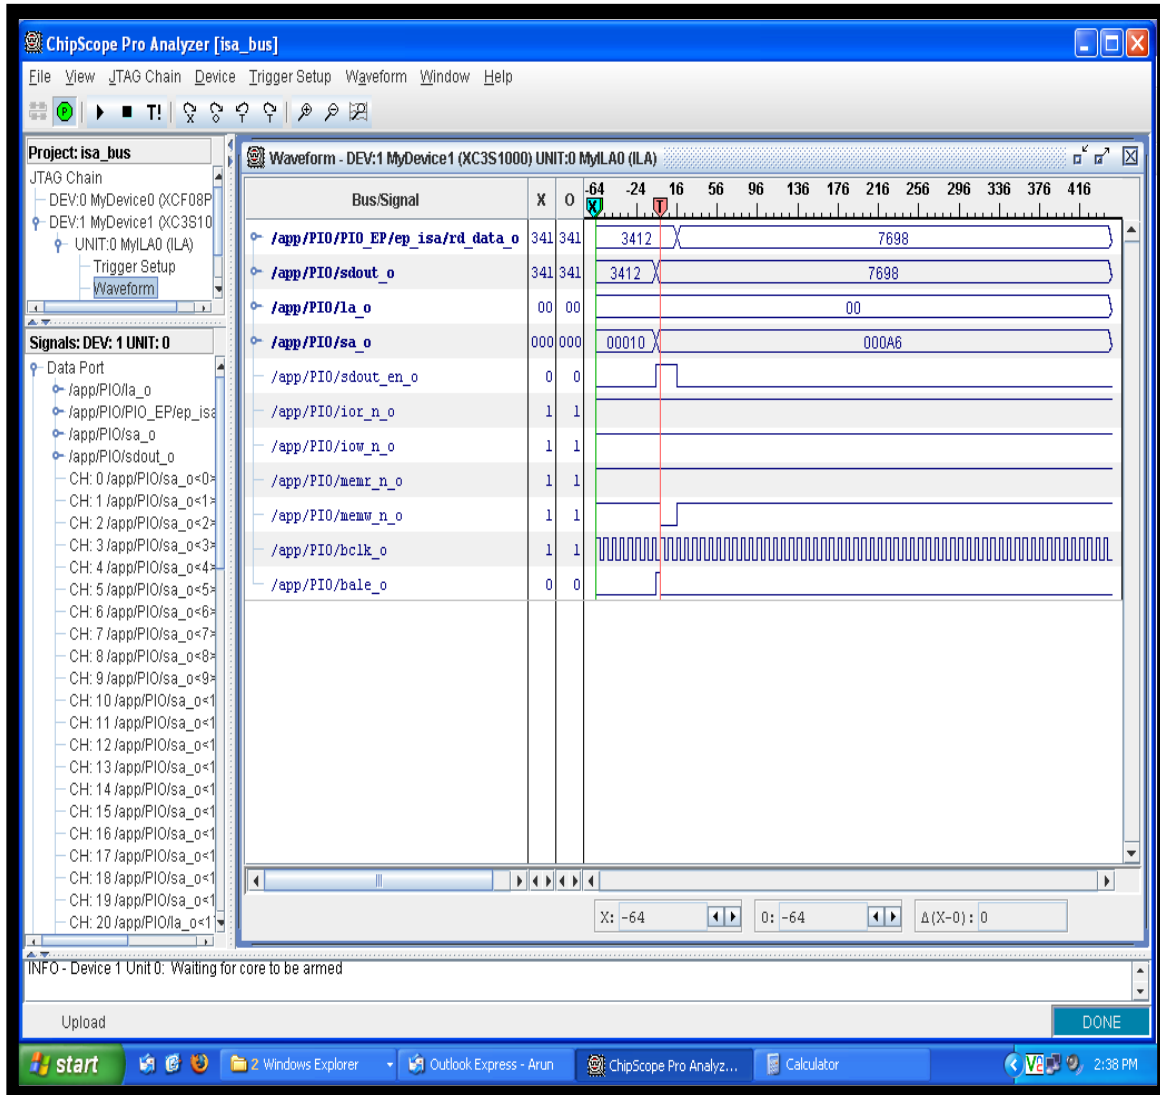 ChipScope Pro Analyzer [isa_bus]
File View JTAG Chain Device Trigger Setup Waveform Window Help
T!
Project: isa_bus
JTAG Chain
DEV:0 MyDevice0 (XCF08P
DEV:1 MyDevice1 (XC3S10
UNIT:0 MyILA0 (ILA)
Trigger Setup
Waveform
Signals: DEV: 1 UNIT: 0
Data Port
/app/PIO/la_o
/app/PIO/PIO_EP/ep_isa
/app/PIO/sa_o
/app/PIO/sdout_o
CH: 0 /app/PIO/sa_o<0>
CH: 1 /app/PIO/sa_o<1>
CH: 2 /app/PIO/sa_o<2>
CH: 3 /app/PIO/sa_o<3>
CH: 4 /app/PIO/sa_o<4>
CH: 5 /app/PIO/sa_o<5>
CH: 6 /app/PIO/sa_o<6>
CH: 7 /app/PIO/sa_o<7>
CH: 8 /app/PIO/sa_o<8>
CH: 9 /app/PIO/sa_o<9>
CH: 10 /app/PIO/sa_o<1
CH: 11 /app/PIO/sa_o<1
CH: 12 /app/PIO/sa_o<1
CH: 13 /app/PIO/sa_o<1
CH: 14 /app/PIO/sa_o<1
CH: 15 /app/PIO/sa_o<1
CH: 16 /app/PIO/sa_o<1
CH: 17 /app/PIO/sa_o<1
CH: 18 /app/PIO/sa_o<1
CH: 19 /app/PIO/sa_o<1
CH: 20 /app/PIO/la_o<1
Waveform - DEV:1 MyDevice1 (XC3S1000) UNIT:0 MyILA0 (ILA)
Bus/Signal X O -64 -24 16 56 96 136 176 216 256 296 336 376 416
X T
/app/PIO/PIO_EP/ep_isa/rd_data_o 341 341 3412 7698
/app/PIO/sdout_o 341 341 3412 7698
/app/PIO/la_o 00 00 00
/app/PIO/sa_o 000 000 00010 000A6
/app/PIO/sdout_en_o 0 0
/app/PIO/ior_n_o 1 1
/app/PIO/iow_n_o 1 1
/app/PIO/memr_n_o 1 1
/app/PIO/memw_n_o 1 1
/app/PIO/bclk_o 1 1
/app/PIO/bale_o 0 0
X: -64 O: -64 Δ(X-O): 0
INFO - Device 1 Unit 0: Waiting for core to be armed
Upload DONE
start 2 Windows Explorer Outlook Express - Arun ChipScope Pro Analyz... Calculator 2:38 PM